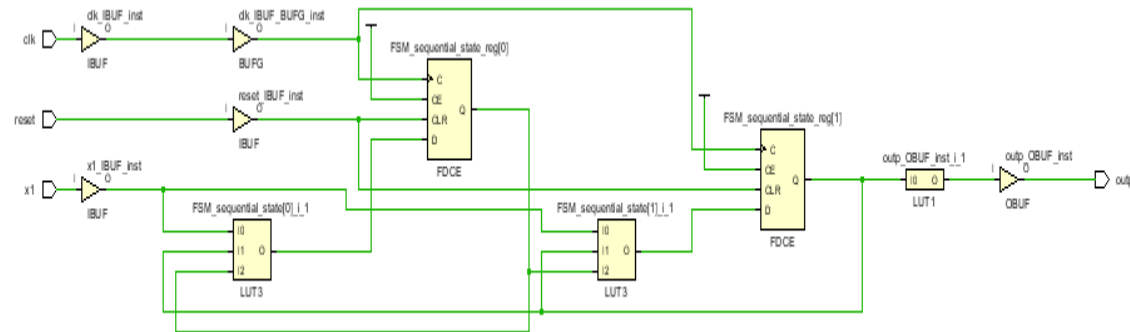 clk_IBUF_inst
clk_IBUF_BUFG_inst
I
O
I
O
clk
IBUF
BUFG
FSM_sequential_state_reg[0]
C
CE
CLR
D
Q
FDCE
reset_IBUF_inst
reset
I
O
IBUF
FSM_sequential_state_reg[1]
C
CE
CLR
D
Q
FDCE
x1_IBUF_inst
x1
I
O
IBUF
outp_OBUF_inst_i_1
I0
O
LUT1
outp_OBUF_inst
I
O
OBUF
outp
FSM_sequential_state[0]_i_1
I0
I1
I2
O
LUT3
FSM_sequential_state[1]_i_1
I0
I1
I2
O
LUT3